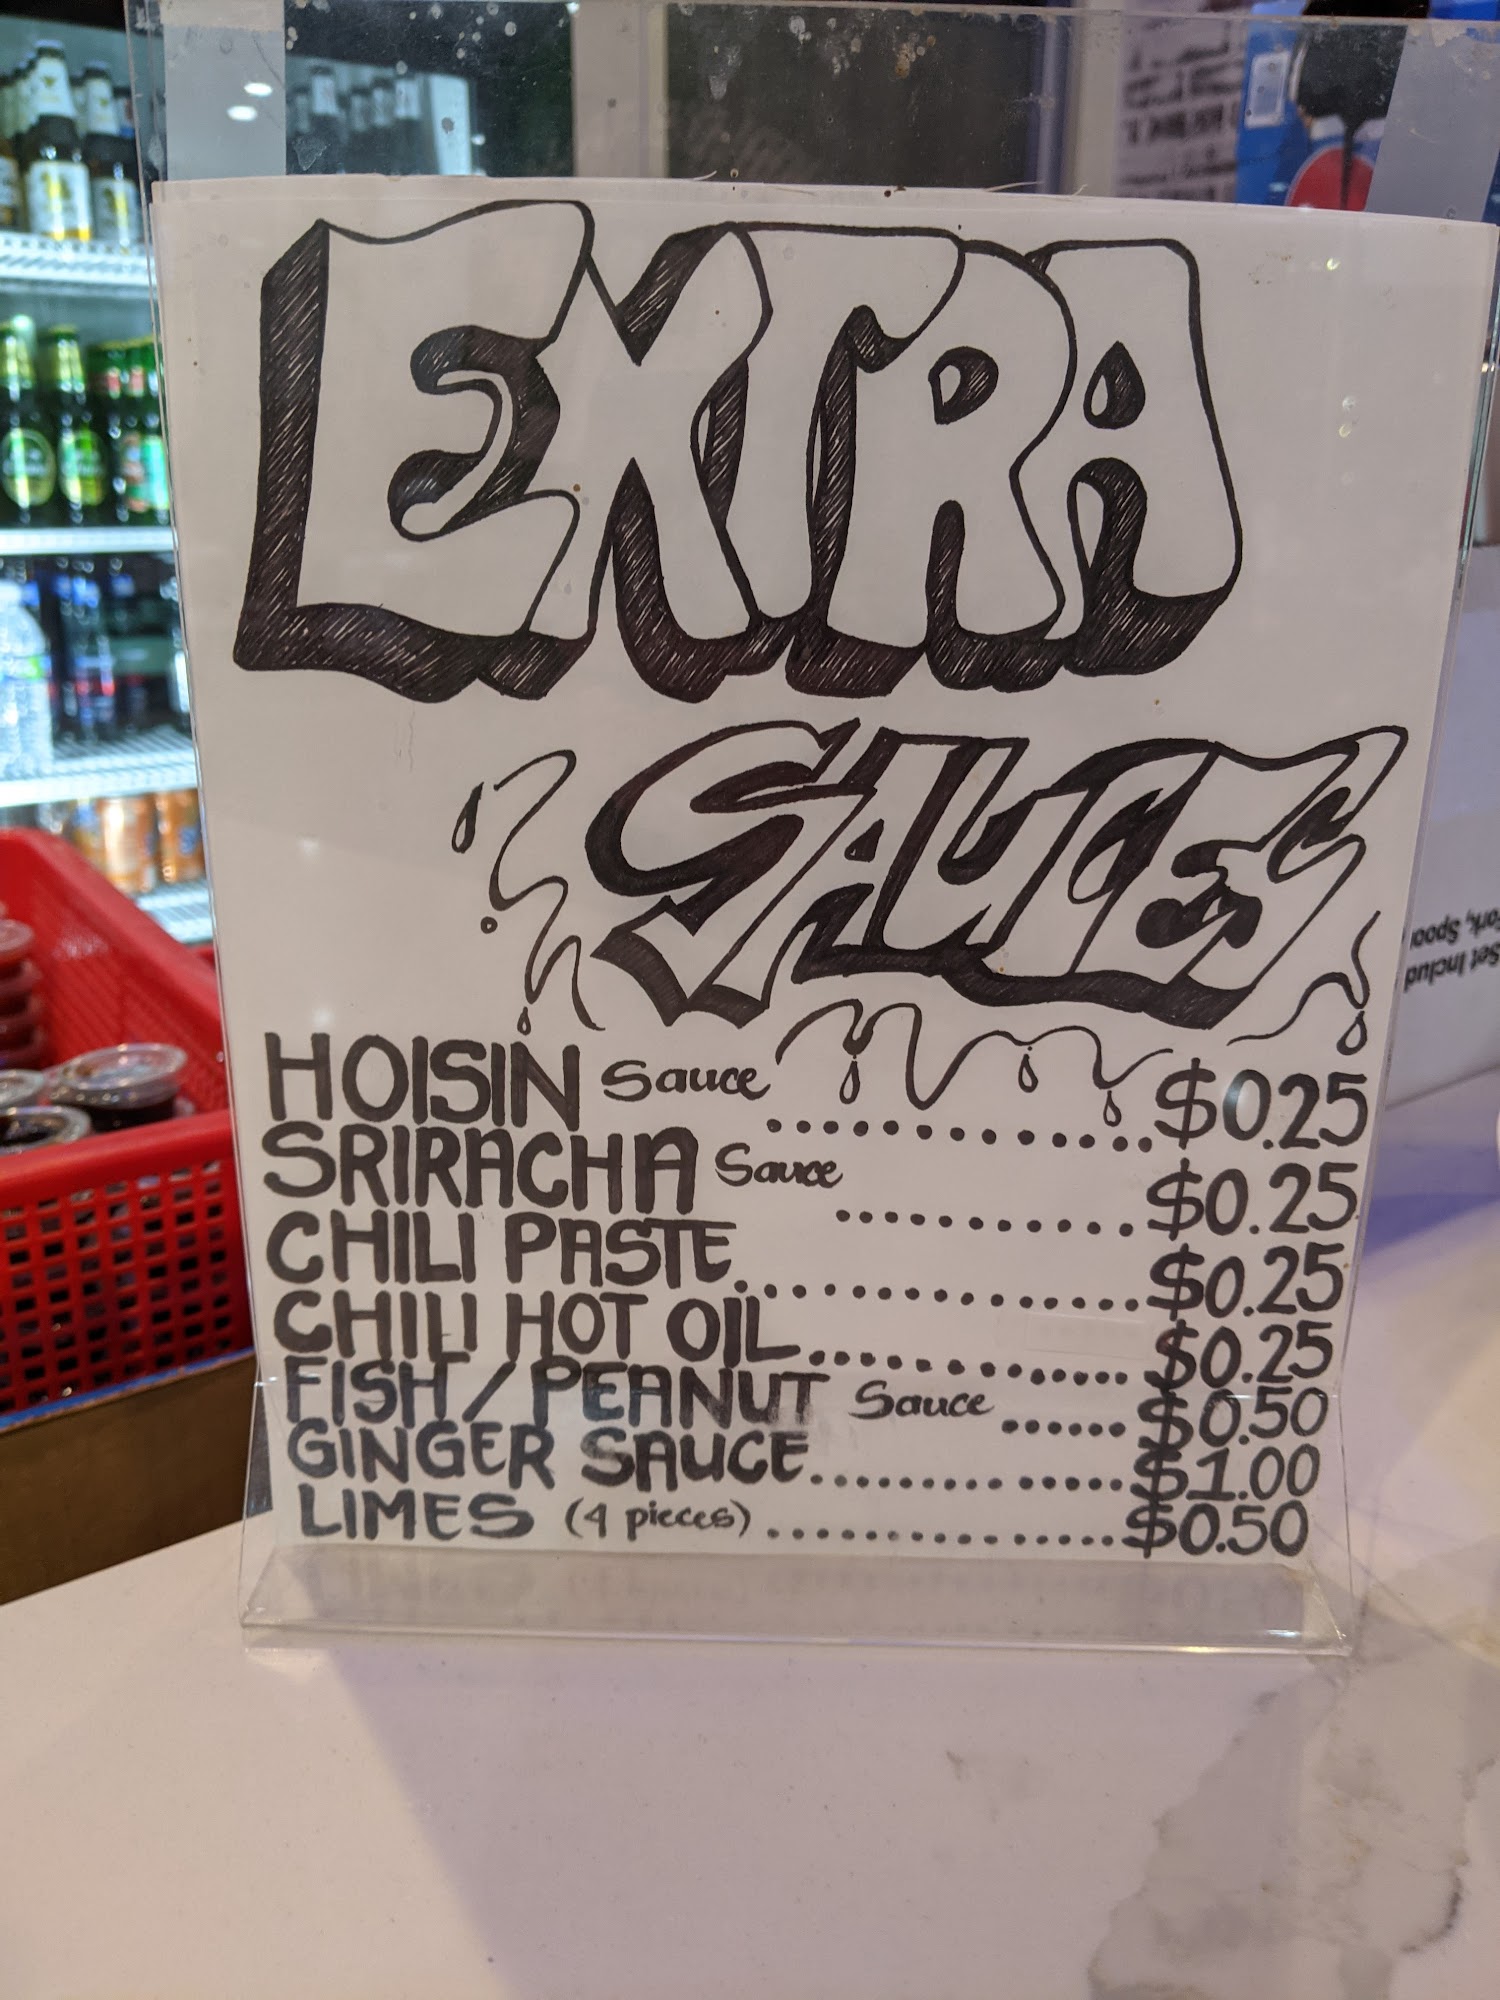 EXTRA
SAUCES
HOISIN Sauce ............ $0.25
SRIRACHA Sauce ........... $0.25
CHILI PASTE.............. $0.25
CHILI HOT OIL............ $0.25
FISH / PEANUT Sauce ...... $0.50
GINGER SAUCE............. $1.00
LIMES (4 pieces) ............. $0.50